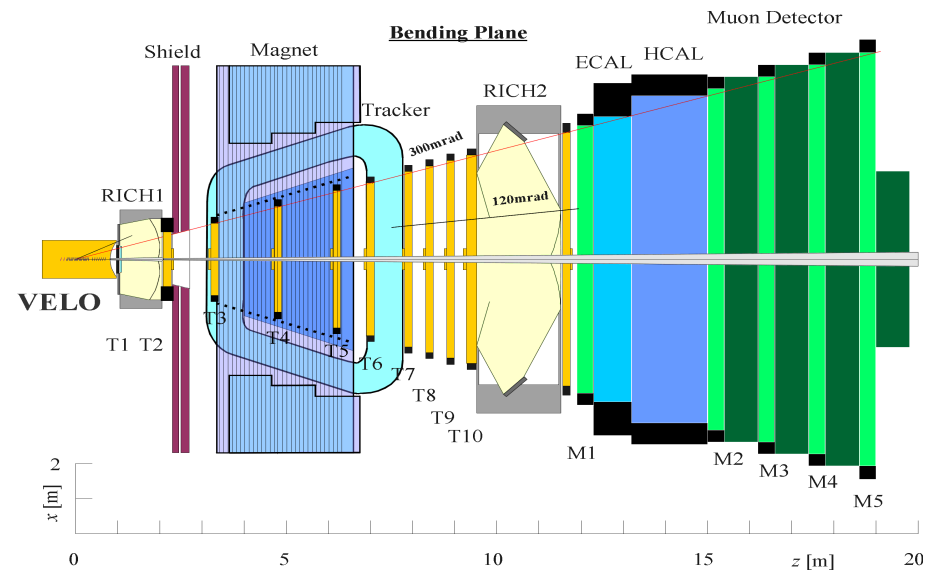 Muon Detector
Bending Plane
Shield
Magnet
ECAL
HCAL
RICH2
Tracker
300mrad
RICH1
120mrad
VELO
T1
T2
T3
T4
T5
T6
T7
T8
T9
T10
M1
M2
M3
M4
M5
2
x [m]
0
5
10
15
z [m]
20